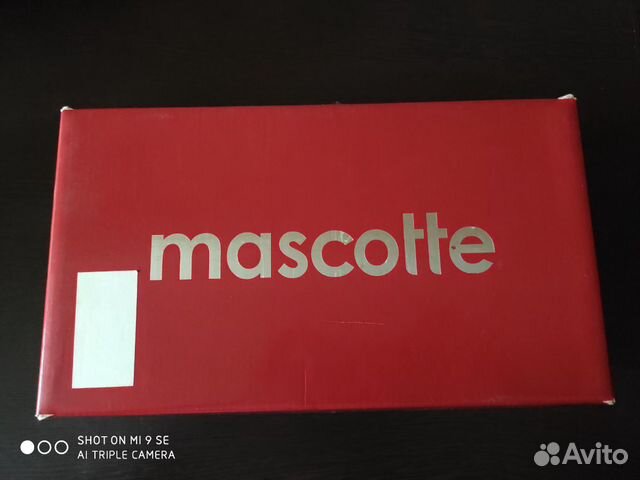 mascotte
SHOT ON MI 9 SE
AI TRIPLE CAMERA
Avito